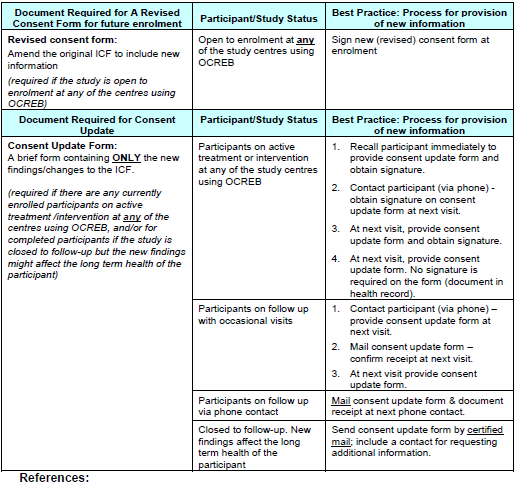 Document Required for A Revised
Consent Form for future enrolment
Participant/Study Status
Best Practice: Process for provision
of new information
Revised consent form:
Amend the original ICF to include new
information
(required if the study is open to
enrolment at any of the centres using
OCREB)
Open to enrolment at any
of the study centres using
OCREB
Sign new (revised) consent form at
enrolment
Document Required for Consent
Update
Participant/Study Status
Best Practice: Process for provision
of new information
Consent Update Form:
A brief form containing ONLY the new
findings/changes to the ICF.
(required if there are any currently
enrolled participants on active
treatment /intervention at any of the
centres using OCREB, and/or for
completed participants if the study is
closed to follow-up but the new findings
might affect the long term health of the
participant)
Participants on active
treatment or intervention
at any of the study centres
using OCREB
1. Recall participant immediately to
provide consent update form and
obtain signature.
2. Contact participant (via phone) -
obtain signature on consent
update form at next visit.
3. At next visit, provide consent
update form and obtain signature.
4. At next visit, provide consent
update form. No signature is
required on the form (document in
health record).
Participants on follow up
with occasional visits
1. Contact participant (via phone) –
provide consent update form at
next visit.
2. Mail consent update form –
confirm receipt at next visit.
3. At next visit provide consent
update form.
Participants on follow up
via phone contact
Mail consent update form & document
receipt at next phone contact.
Closed to follow-up. New
findings affect the long
term health of the
participant
Send consent update form by certified
mail; include a contact for requesting
additional information.
References: